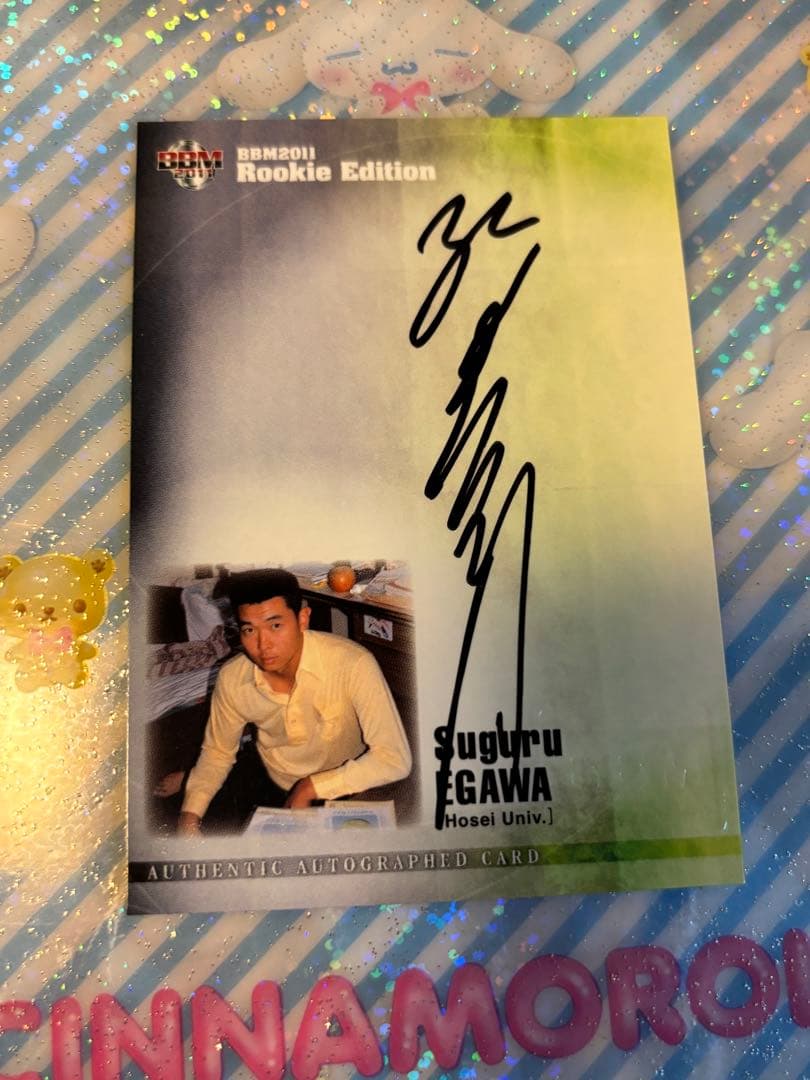 BBM
2011
BBM2011
Rookie Edition
Suguru
EGAWA
[Hosei Univ.]
AUTHENTIC AUTOGRAPHED CARD
CINNAMOROL